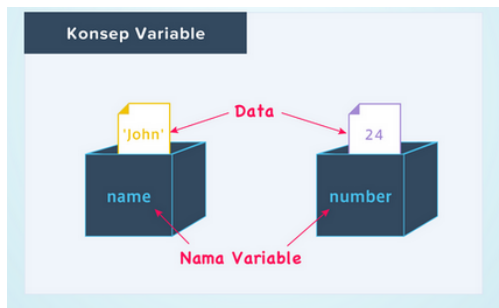 Konsep Variable
Data
'John'
24
name
number
Nama Variable